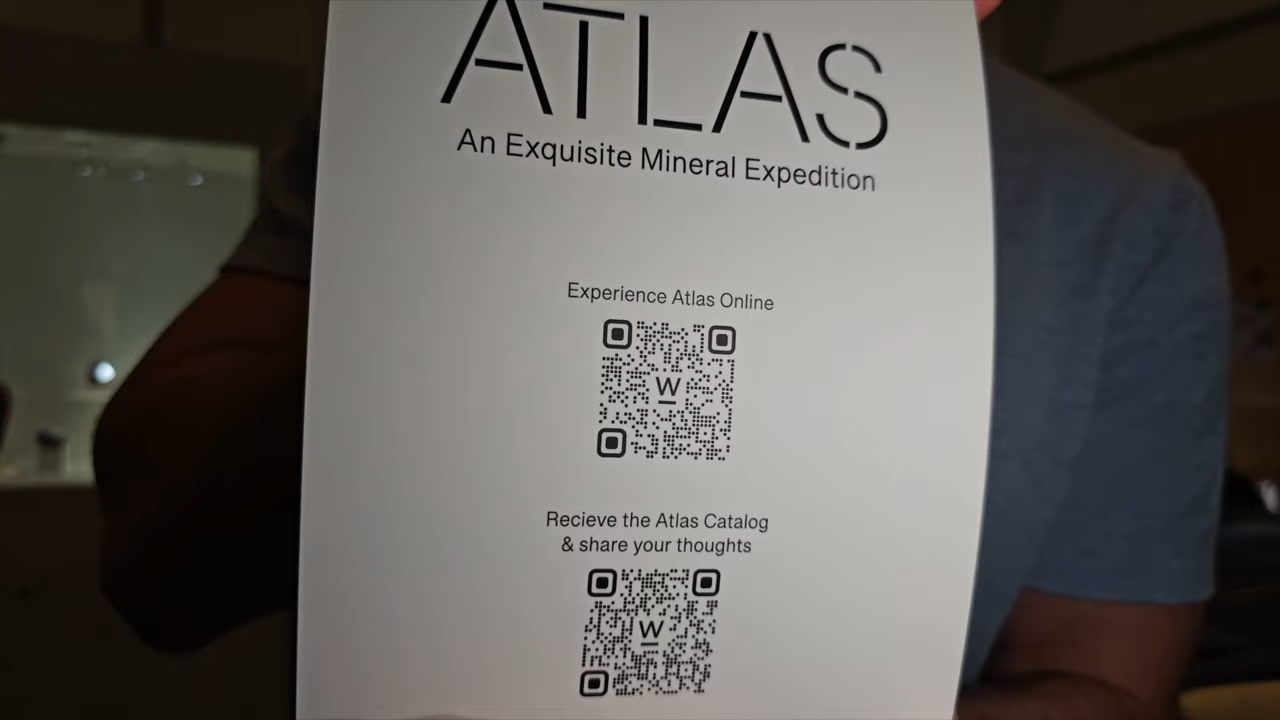 ATLAS
An Exquisite Mineral Expedition
Experience Atlas Online
W
Recieve the Atlas Catalog
& share your thoughts
W